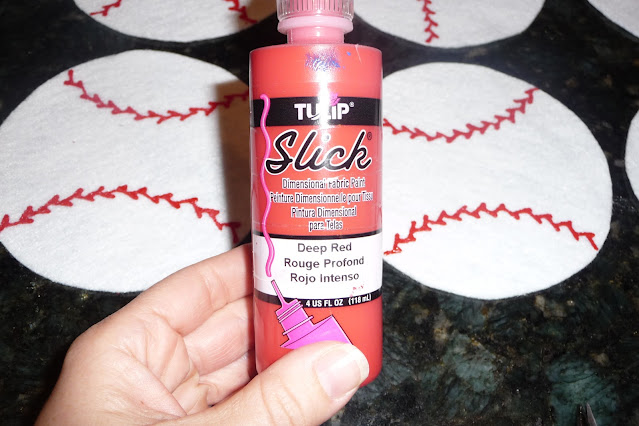 TULIP®
Slick®
Dimensional Fabric Paint
Peinture Dimensionnelle pour Tissu
Pintura Dimensional
para Telas
Deep Red
Rouge Profond
Rojo Intenso
4 US FL OZ (118 mL)